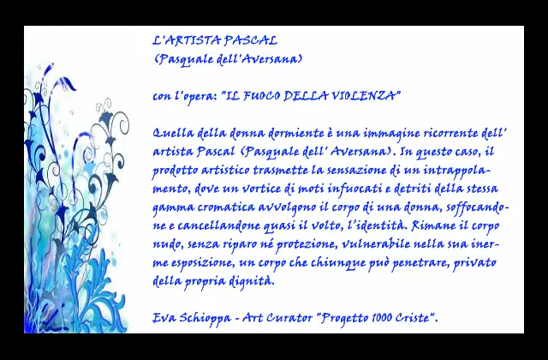 L'ARTISTA PASCAL
(Pasquale dell'Aversana)
con l'opera: "IL FUOCO DELLA VIOLENZA"
Quella della donna dormiente è una immagine ricorrente dell'
artista Pascal (Pasquale dell' Aversana). In questo caso, il
prodotto artistico trasmette la sensazione di un intrappola-
mento, dove un vortice di moti infuocati e detriti della stessa
gamma cromatica avvolgono il corpo di una donna, soffocando-
ne e cancellandone quasi il volto, l'identità. Rimane il corpo
nudo, senza riparo né protezione, vulnerabile nella sua iner-
me esposizione, un corpo che chiunque può penetrare, privato
della propria dignità.
Eva Schioppa - Art Curator "Progetto 1000 Criste".